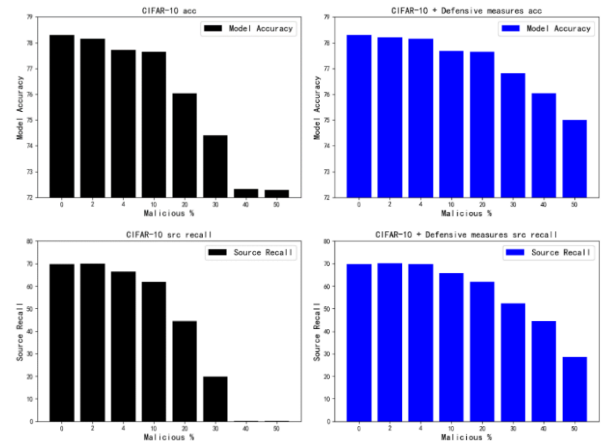 CIFAR-10 acc
Model Accuracy
Model Accuracy
79
78
77
76
75
74
73
72
0 2 4 10 20 30 40 50
Malicious %
CIFAR-10 + Defensive measures acc
Model Accuracy
Model Accuracy
79
78
77
76
75
74
73
72
0 2 4 10 20 30 40 50
Malicious %
CIFAR-10 src recall
Source Recall
Source Recall
80
70
60
50
40
30
20
10
0
0 2 4 10 20 30 40 50
Malicious %
CIFAR-10 + Defensive measures src recall
Source Recall
Source Recall
80
70
60
50
40
30
20
10
0
0 2 4 10 20 30 40 50
Malicious %